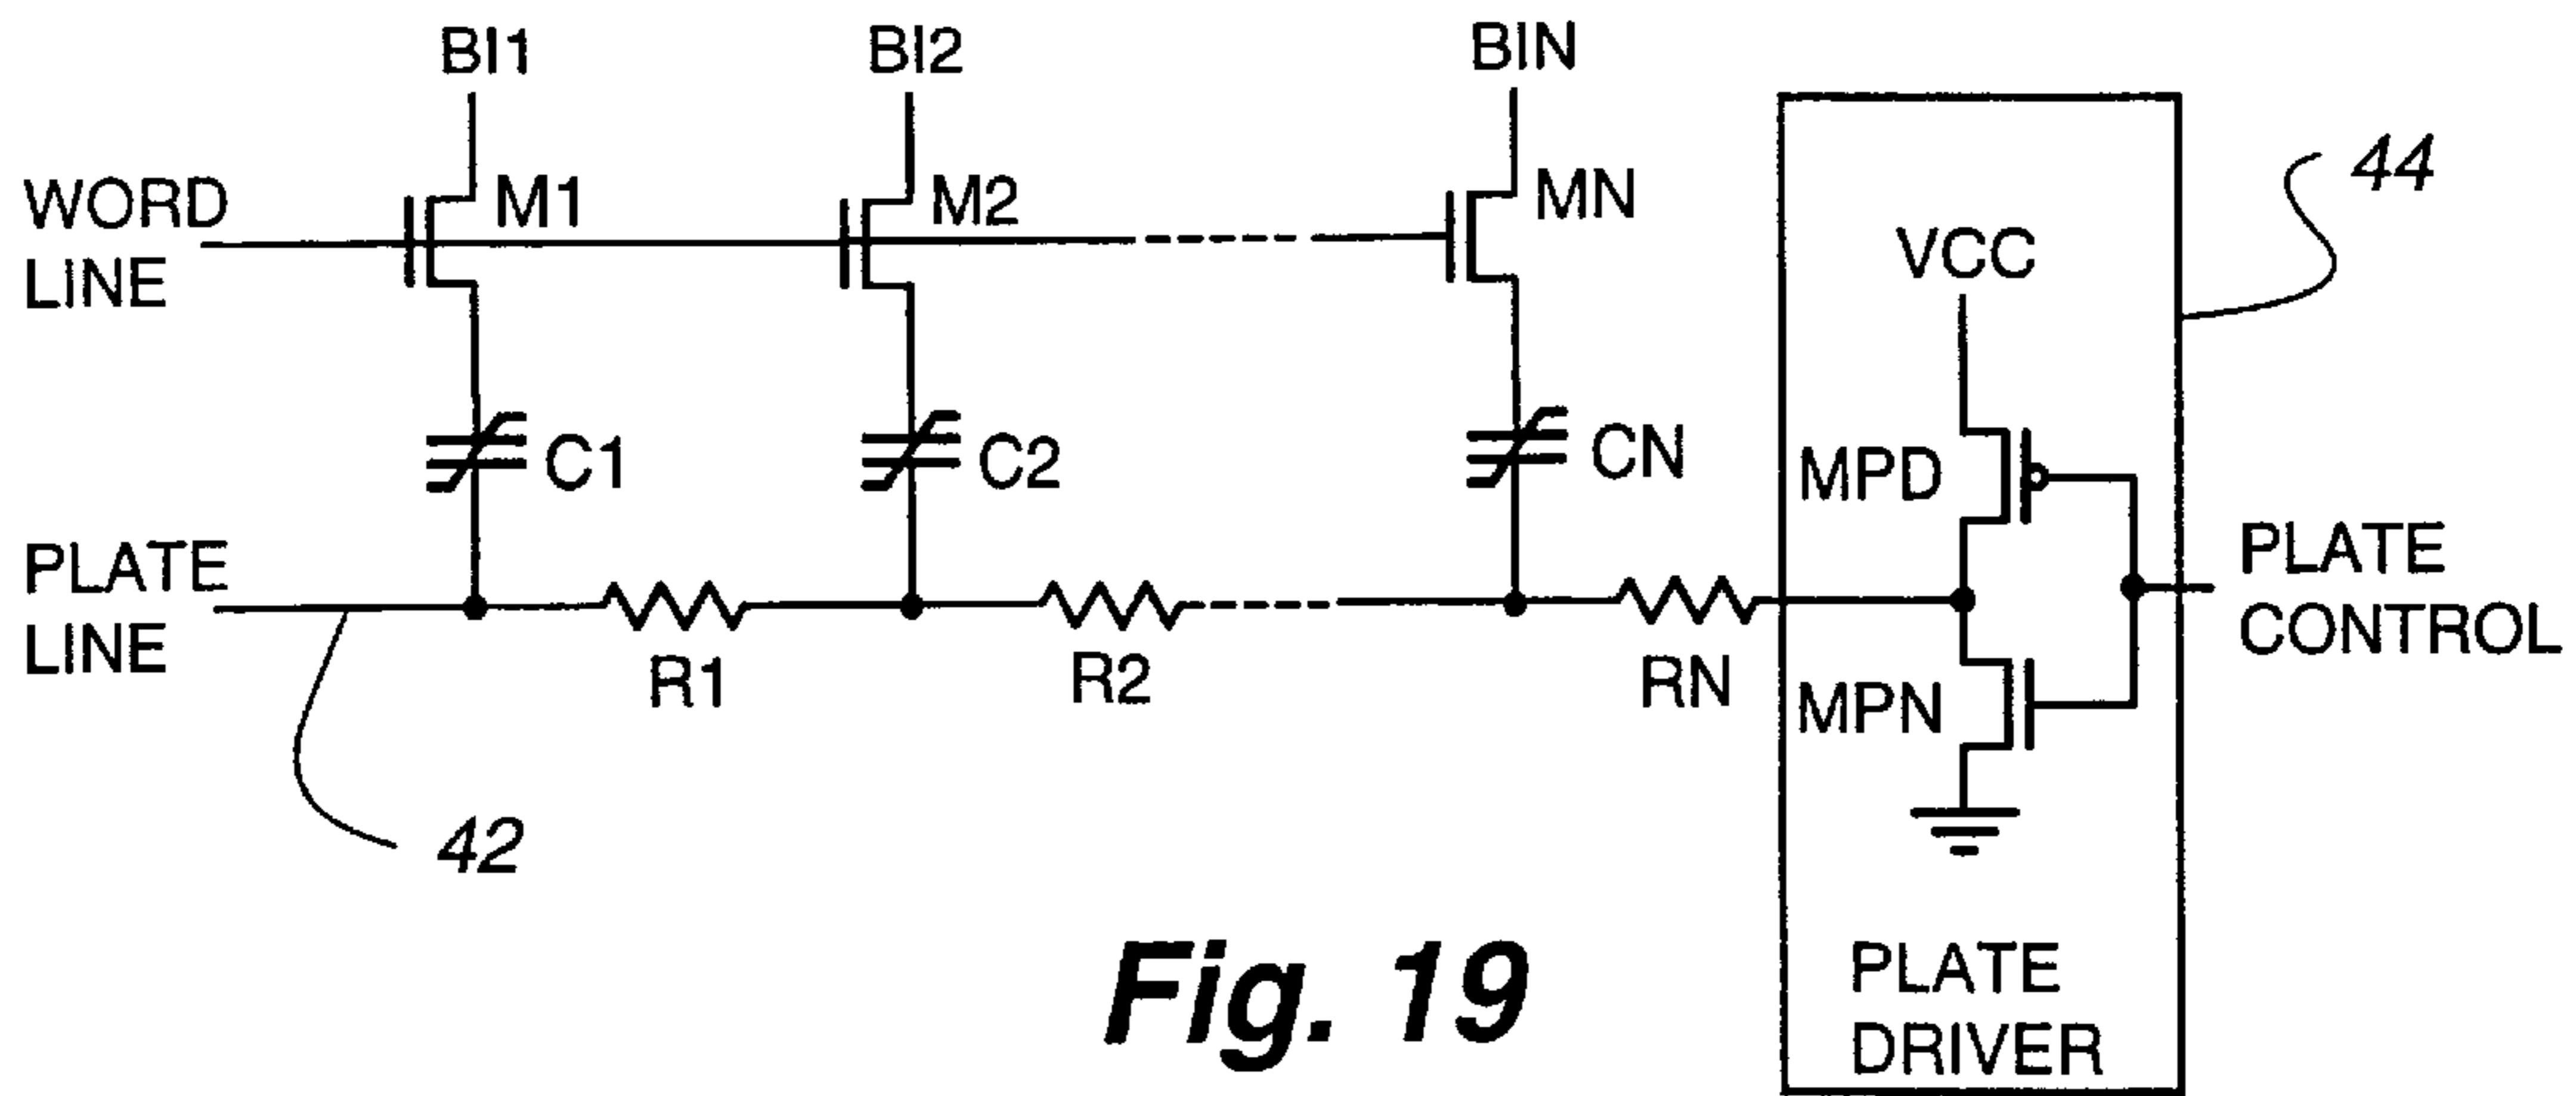 BI1
BI2
BIN
WORD
LINE
M1
M2
MN
44
VCC
C1
C2
CN
MPD
PLATE
LINE
R1
R2
RN
MPN
PLATE
CONTROL
42
PLATE
DRIVER
Fig. 19